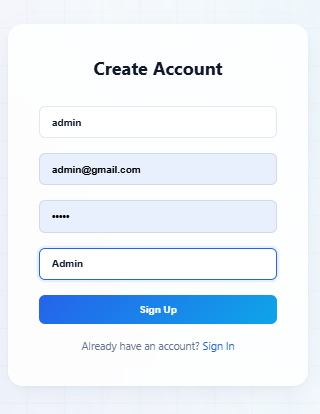 Create Account
admin
admin@gmail.com
•••••
Admin
Sign Up
Already have an account? Sign In